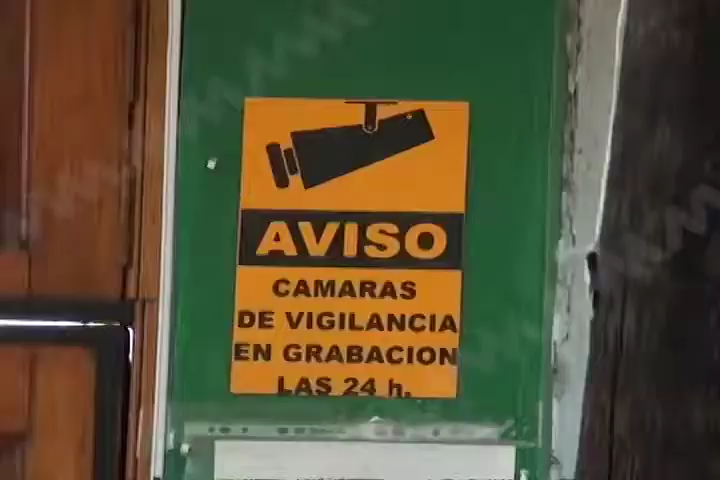 AVISO
CAMARAS
DE VIGILANCIA
EN GRABACION
LAS 24 h.